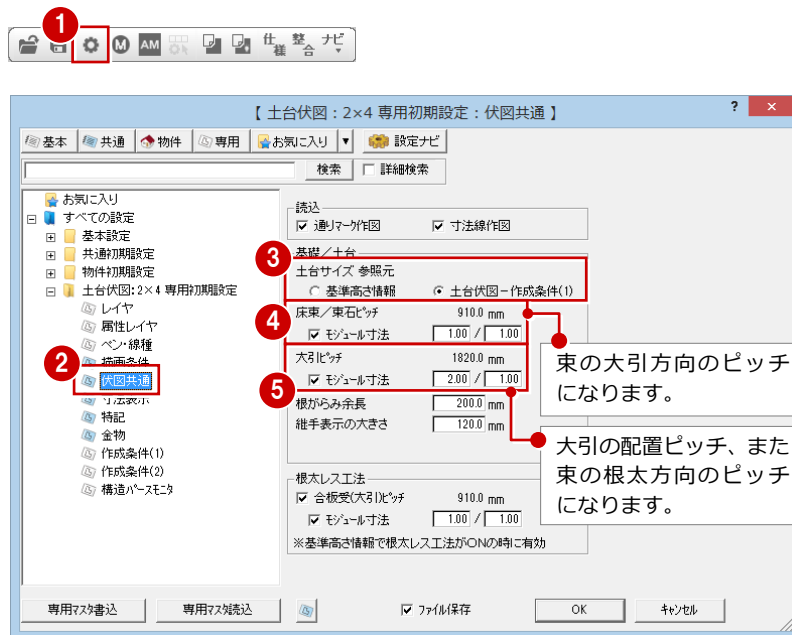 1
M AM 仕様 整合 ナビ
【 土台伏図:2×4 専用初期設定:伏図共通 】 ? ×
基本 共通 物件 専用 お気に入り ▼ 設定ナビ
検索 詳細検索
お気に入り
すべての設定
基本設定
共通初期設定
物件初期設定
土台伏図:2×4 専用初期設定
レイヤ
属性レイヤ
ペン・線種
描画条件
2
伏図共通
寸法表示
特記
金物
作成条件(1)
作成条件(2)
構造パースモニタ
読込
通りマーク作図 寸法線作図
基礎/土台
3
土台サイズ 参照元
基準高さ情報 土台伏図-作成条件(1)
4
床束/束石ピッチ 910.0 mm
モジュール寸法 1.00 / 1.00
5
大引ピッチ 1820.0 mm
モジュール寸法 2.00 / 1.00
根がらみ余長 200.0 mm
継手表示の大きさ 120.0 mm
根太レス工法
合板受(大引)ピッチ 910.0 mm
モジュール寸法 1.00 / 1.00
※基準高さ情報で根太レス工法がONの時に有効
束の大引方向のピッチ
になります。
大引の配置ピッチ、また
束の根太方向のピッチ
になります。
専用マスタ書込 専用マスタ読込 ファイル保存 OK キャンセル